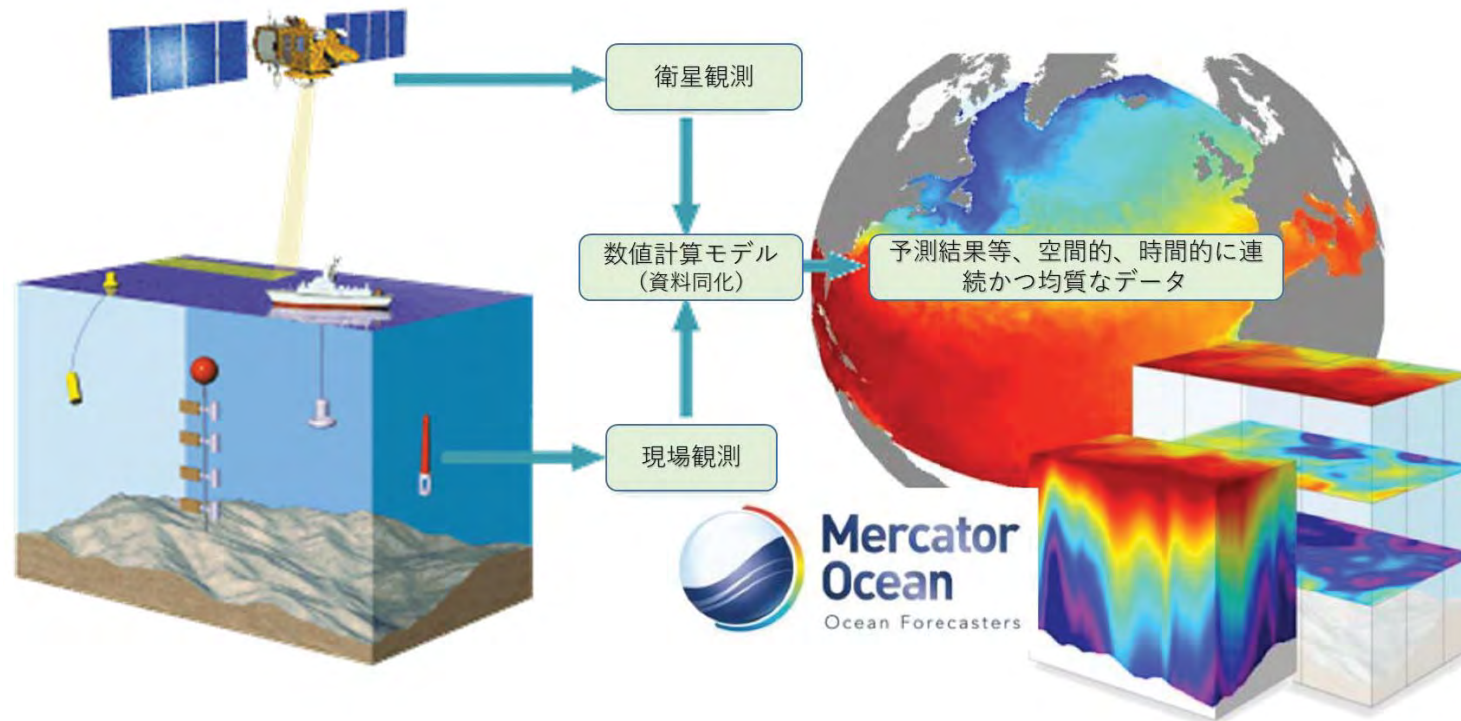 衛星観測
数値計算モデル
（資料同化）
予測結果等、空間的、時間的に連
続かつ均質なデータ
現場観測
Mercator
Ocean
Ocean Forecasters